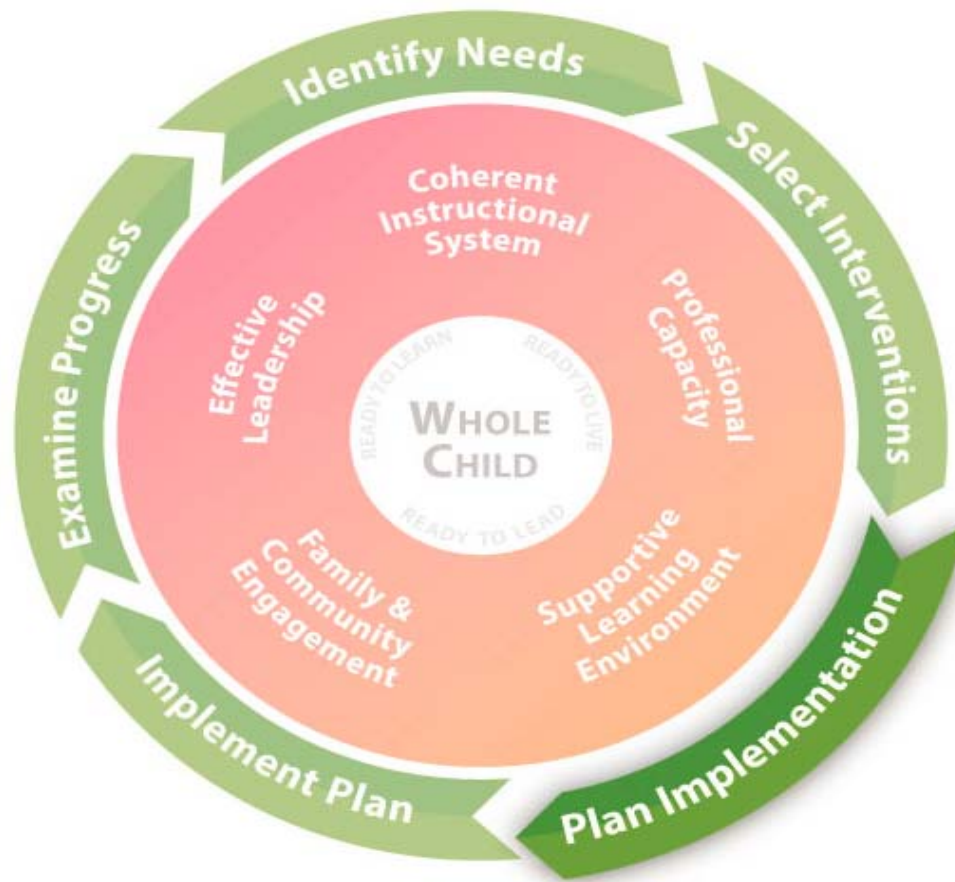 Identify Needs
Select Interventions
Plan Implementation
Implement Plan
Examine Progress
Coherent
Instructional
System
Professional
Capacity
Supportive
Learning
Environment
Family &
Community
Engagement
Effective
Leadership
READY TO LEARN
READY TO LIVE
READY TO LEAD
WHOLE
CHILD